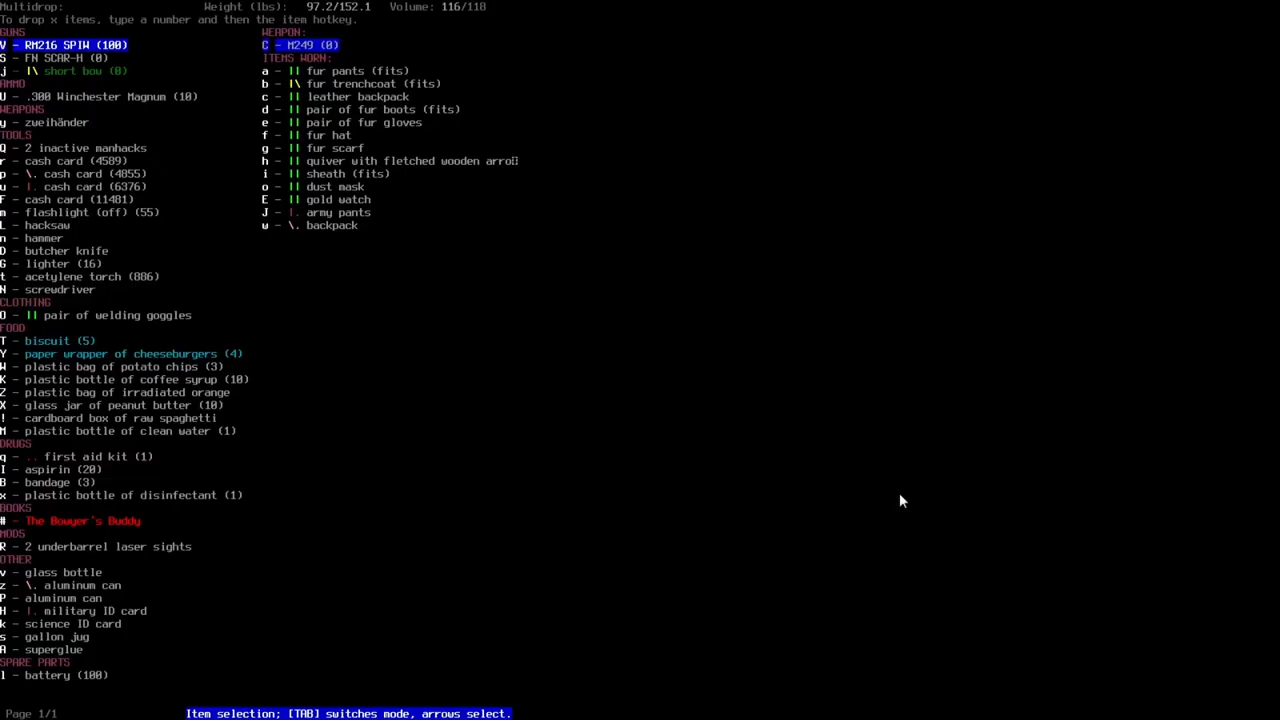 Multidrop: Weight (lbs): 97.2/152.1 Volume: 116/118
To drop x items, type a number and then the item hotkey.
GUNS
V - RM216 SPIW (100)
S - FN SCAR-H (0)
j - |\ short bow (0)
AMMO
U - .300 Winchester Magnum (10)
WEAPONS
y - zweihänder
TOOLS
Q - 2 inactive manhacks
r - cash card (4589)
p - \. cash card (4855)
u - |. cash card (6376)
F - cash card (11481)
m - flashlight (off) (55)
L - hacksaw
n - hammer
D - butcher knife
G - lighter (16)
t - acetylene torch (886)
N - screwdriver
CLOTHING
O - || pair of welding goggles
FOOD
T - biscuit (5)
Y - paper wrapper of cheeseburgers (4)
W - plastic bag of potato chips (3)
K - plastic bottle of coffee syrup (10)
Z - plastic bag of irradiated orange
X - glass jar of peanut butter (10)
! - cardboard box of raw spaghetti
M - plastic bottle of clean water (1)
DRUGS
q - .. first aid kit (1)
I - aspirin (20)
B - bandage (3)
x - plastic bottle of disinfectant (1)
BOOKS
# - The Bowyer's Buddy
MODS
R - 2 underbarrel laser sights
OTHER
v - glass bottle
z - \. aluminum can
P - aluminum can
H - |. military ID card
k - science ID card
s - gallon jug
A - superglue
SPARE PARTS
l - battery (100)
WEAPON:
C - M249 (0)
ITEMS WORN:
a - || fur pants (fits)
b - |\ fur trenchcoat (fits)
c - || leather backpack
d - || pair of fur boots (fits)
e - || pair of fur gloves
f - || fur hat
g - || fur scarf
h - || quiver with fletched wooden arro
i - || sheath (fits)
o - || dust mask
E - || gold watch
J - |. army pants
w - \. backpack
Page 1/1 Item selection; [TAB] switches mode, arrows select.